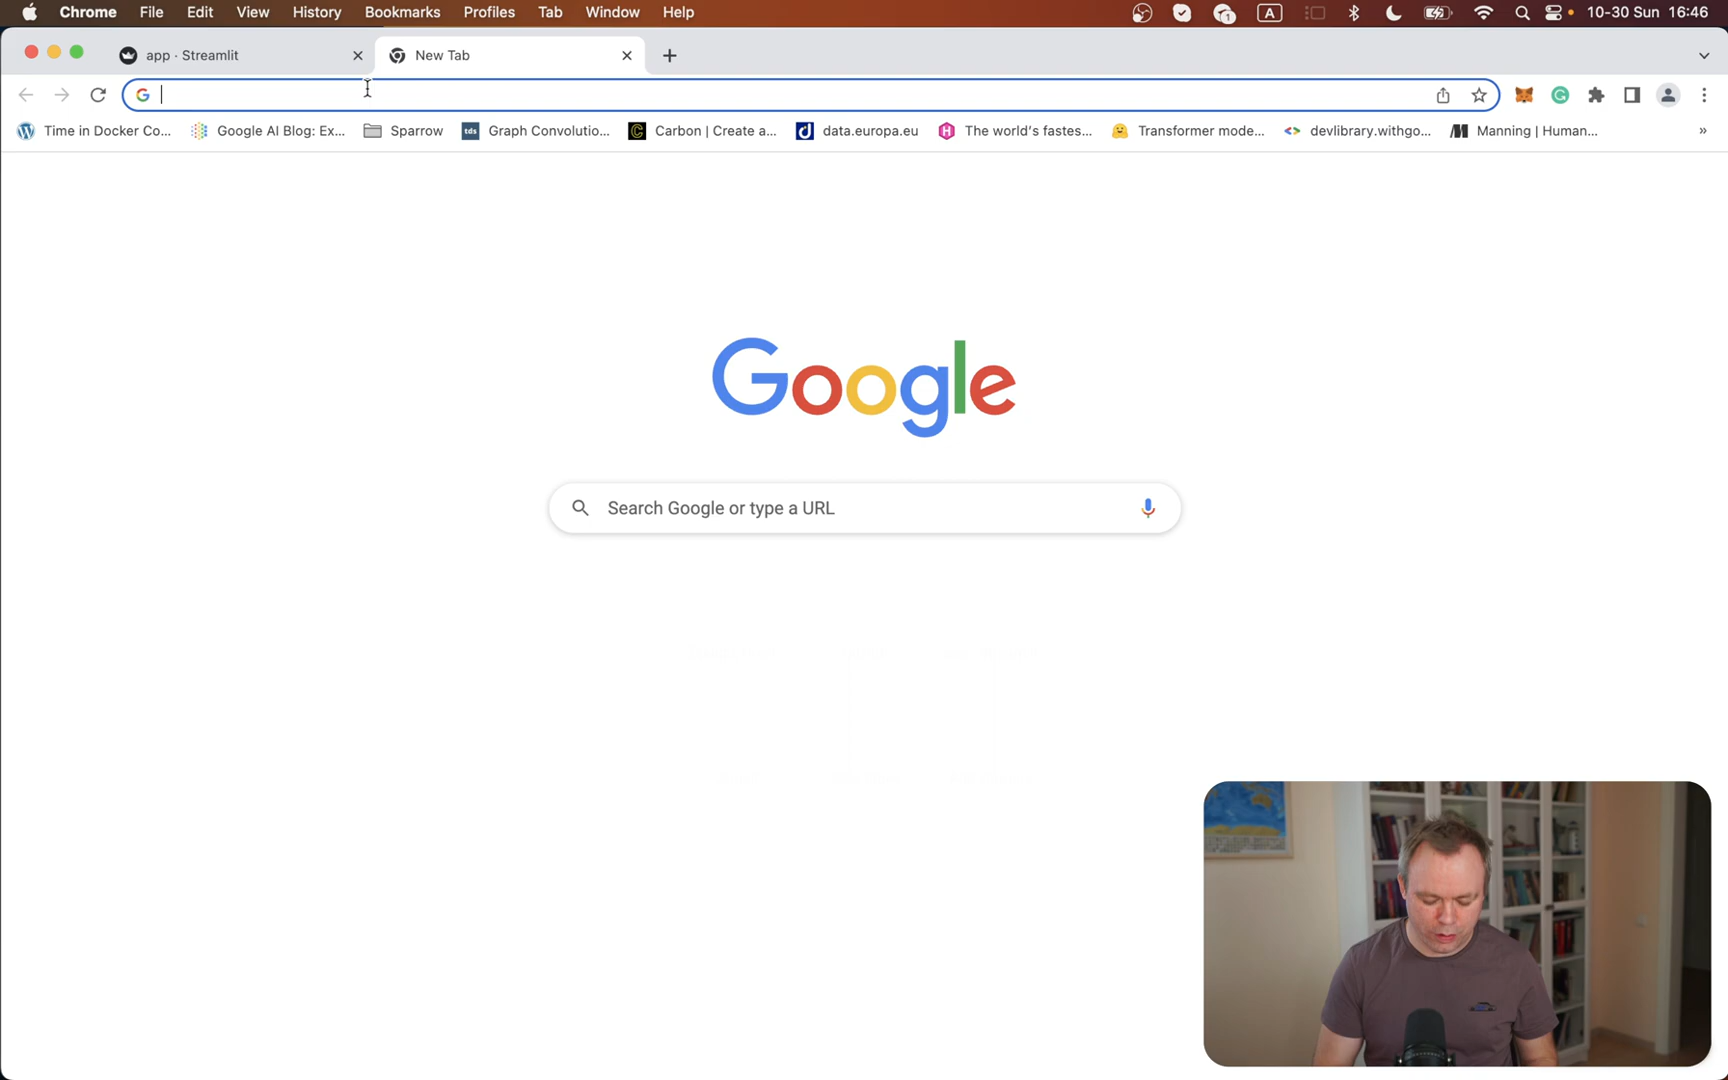 Chrome File Edit View History Bookmarks Profiles Tab Window Help 1 A 10-30 Sun 16:46
app · Streamlit New Tab
G
Time in Docker Co... Google AI Blog: Ex... Sparrow tds Graph Convolutio... C Carbon | Create a... data.europa.eu H The world's fastes... Transformer mode... <> devlibrary.withgo... Manning | Human... »
Google
Search Google or type a URL